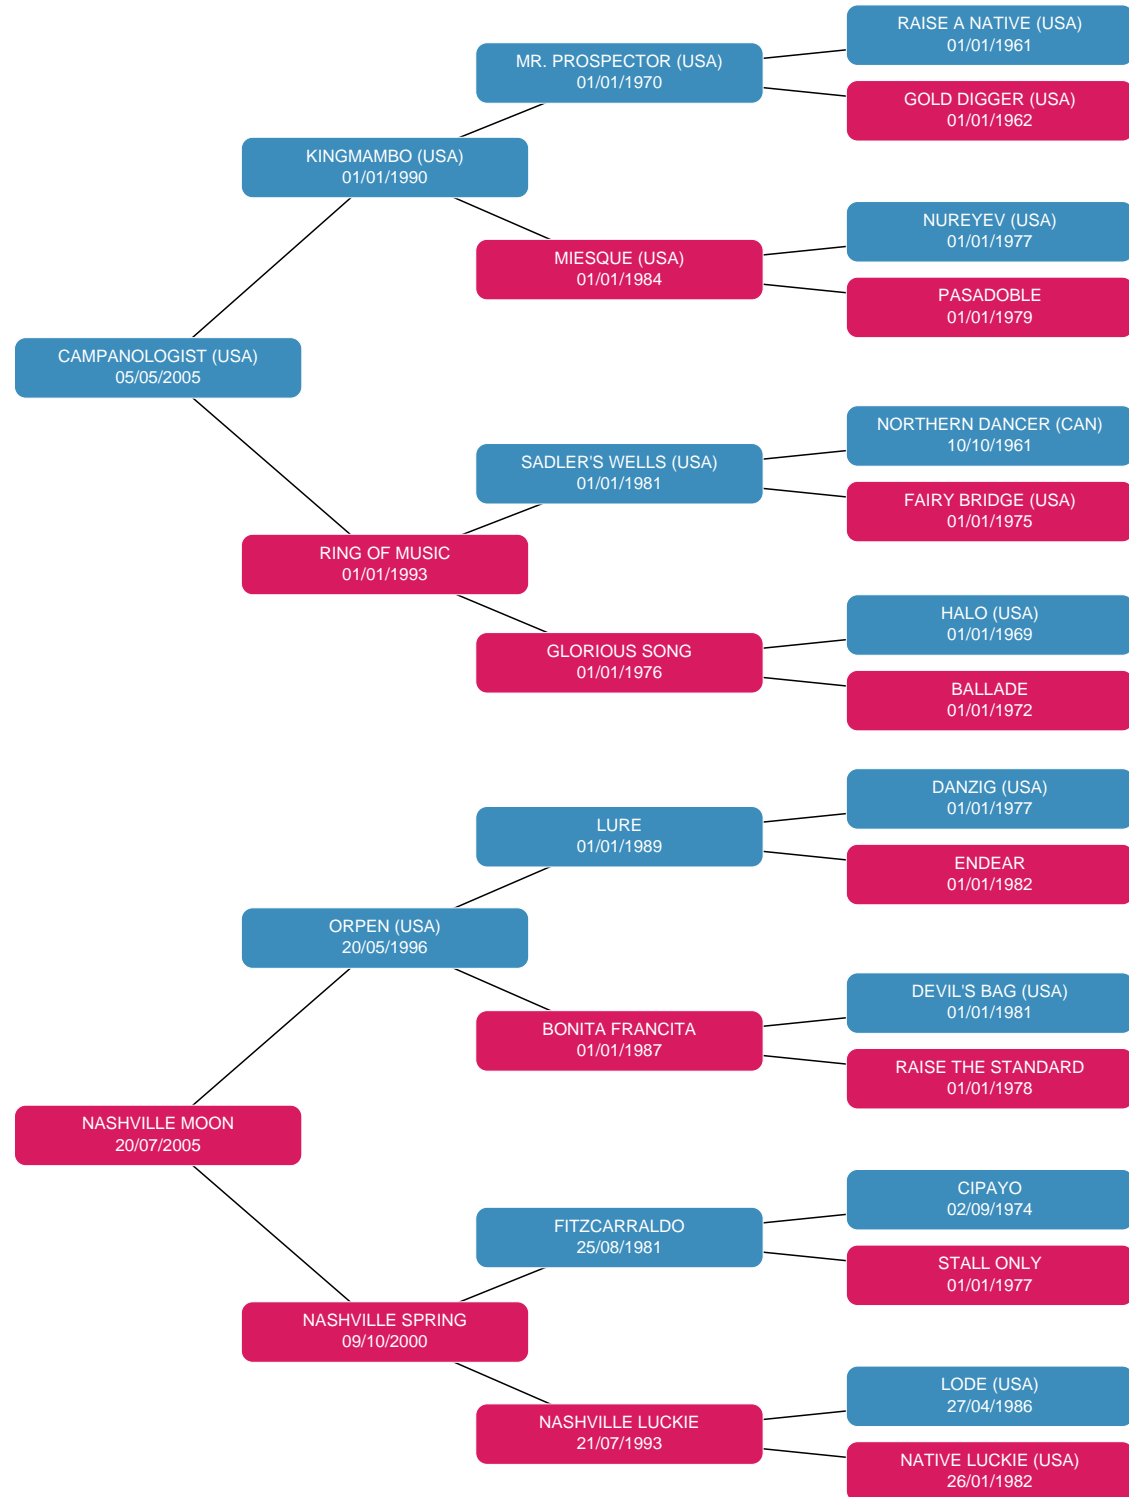 RAISE A NATIVE (USA)
01/01/1961
MR. PROSPECTOR (USA)
01/01/1970
GOLD DIGGER (USA)
01/01/1962
KINGMAMBO (USA)
01/01/1990
NUREYEV (USA)
01/01/1977
MIESQUE (USA)
01/01/1984
PASADOBLE
01/01/1979
CAMPANOLOGIST (USA)
05/05/2005
NORTHERN DANCER (CAN)
10/10/1961
SADLER'S WELLS (USA)
01/01/1981
FAIRY BRIDGE (USA)
01/01/1975
RING OF MUSIC
01/01/1993
HALO (USA)
01/01/1969
GLORIOUS SONG
01/01/1976
BALLADE
01/01/1972
DANZIG (USA)
01/01/1977
LURE
01/01/1989
ENDEAR
01/01/1982
ORPEN (USA)
20/05/1996
DEVIL'S BAG (USA)
01/01/1981
BONITA FRANCITA
01/01/1987
RAISE THE STANDARD
01/01/1978
NASHVILLE MOON
20/07/2005
CIPAYO
02/09/1974
FITZCARRALDO
25/08/1981
STALL ONLY
01/01/1977
NASHVILLE SPRING
09/10/2000
LODE (USA)
27/04/1986
NASHVILLE LUCKIE
21/07/1993
NATIVE LUCKIE (USA)
26/01/1982